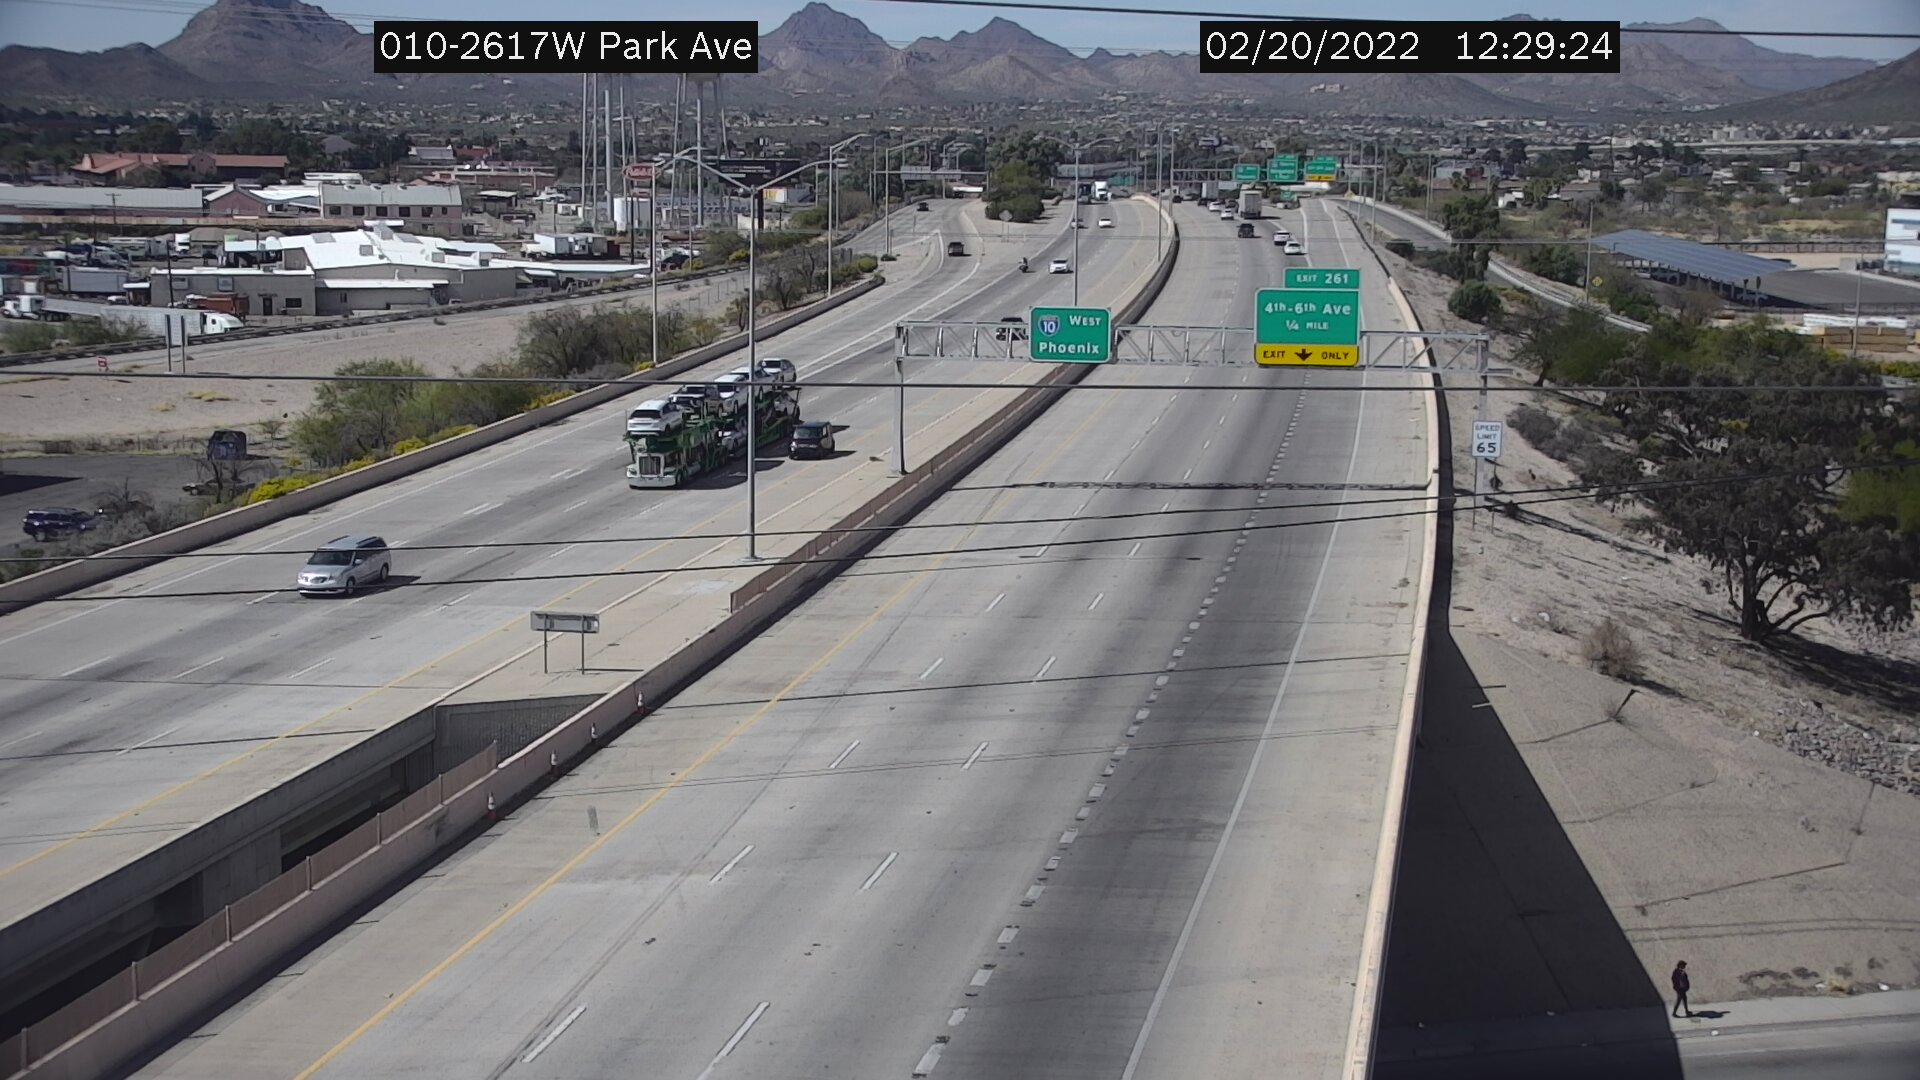 010-2617W Park Ave
02/20/2022 12:29:24
EXIT 261
4th-6th Ave
1/4 MILE
EXIT ONLY
WEST
10
Phoenix
SPEED
LIMIT
65